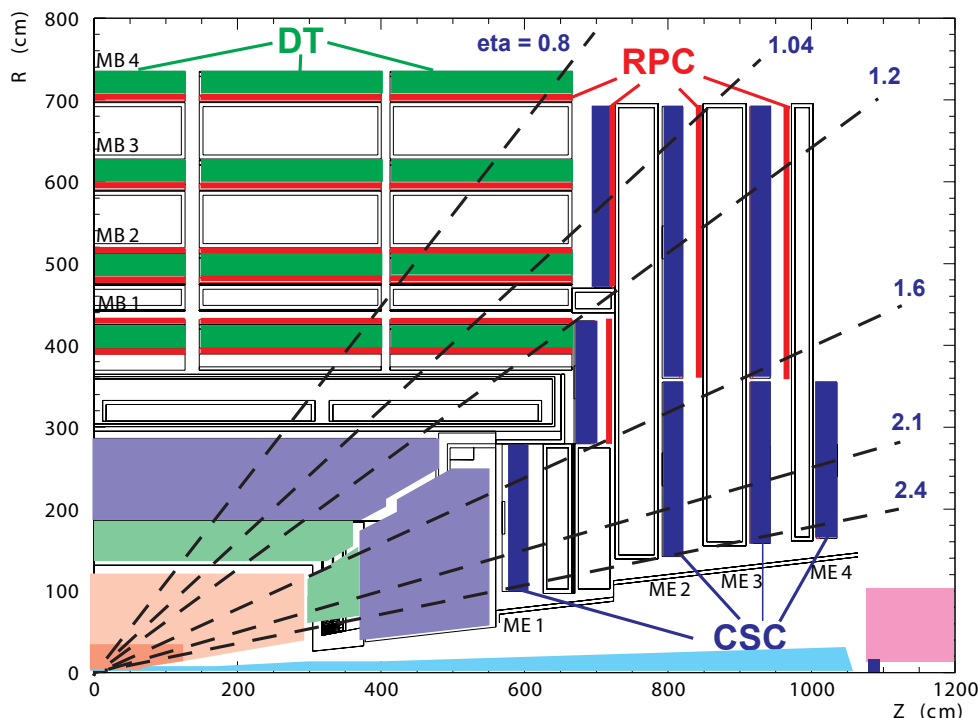 R (cm)
800
700
600
500
400
300
200
100
0
MB 4
MB 3
MB 2
MB 1
DT
eta = 0.8
RPC
1.04
1.2
1.6
2.1
2.4
ME 1
ME 2
ME 3
ME 4
CSC
0
200
400
600
800
1000
1200
Z (cm)